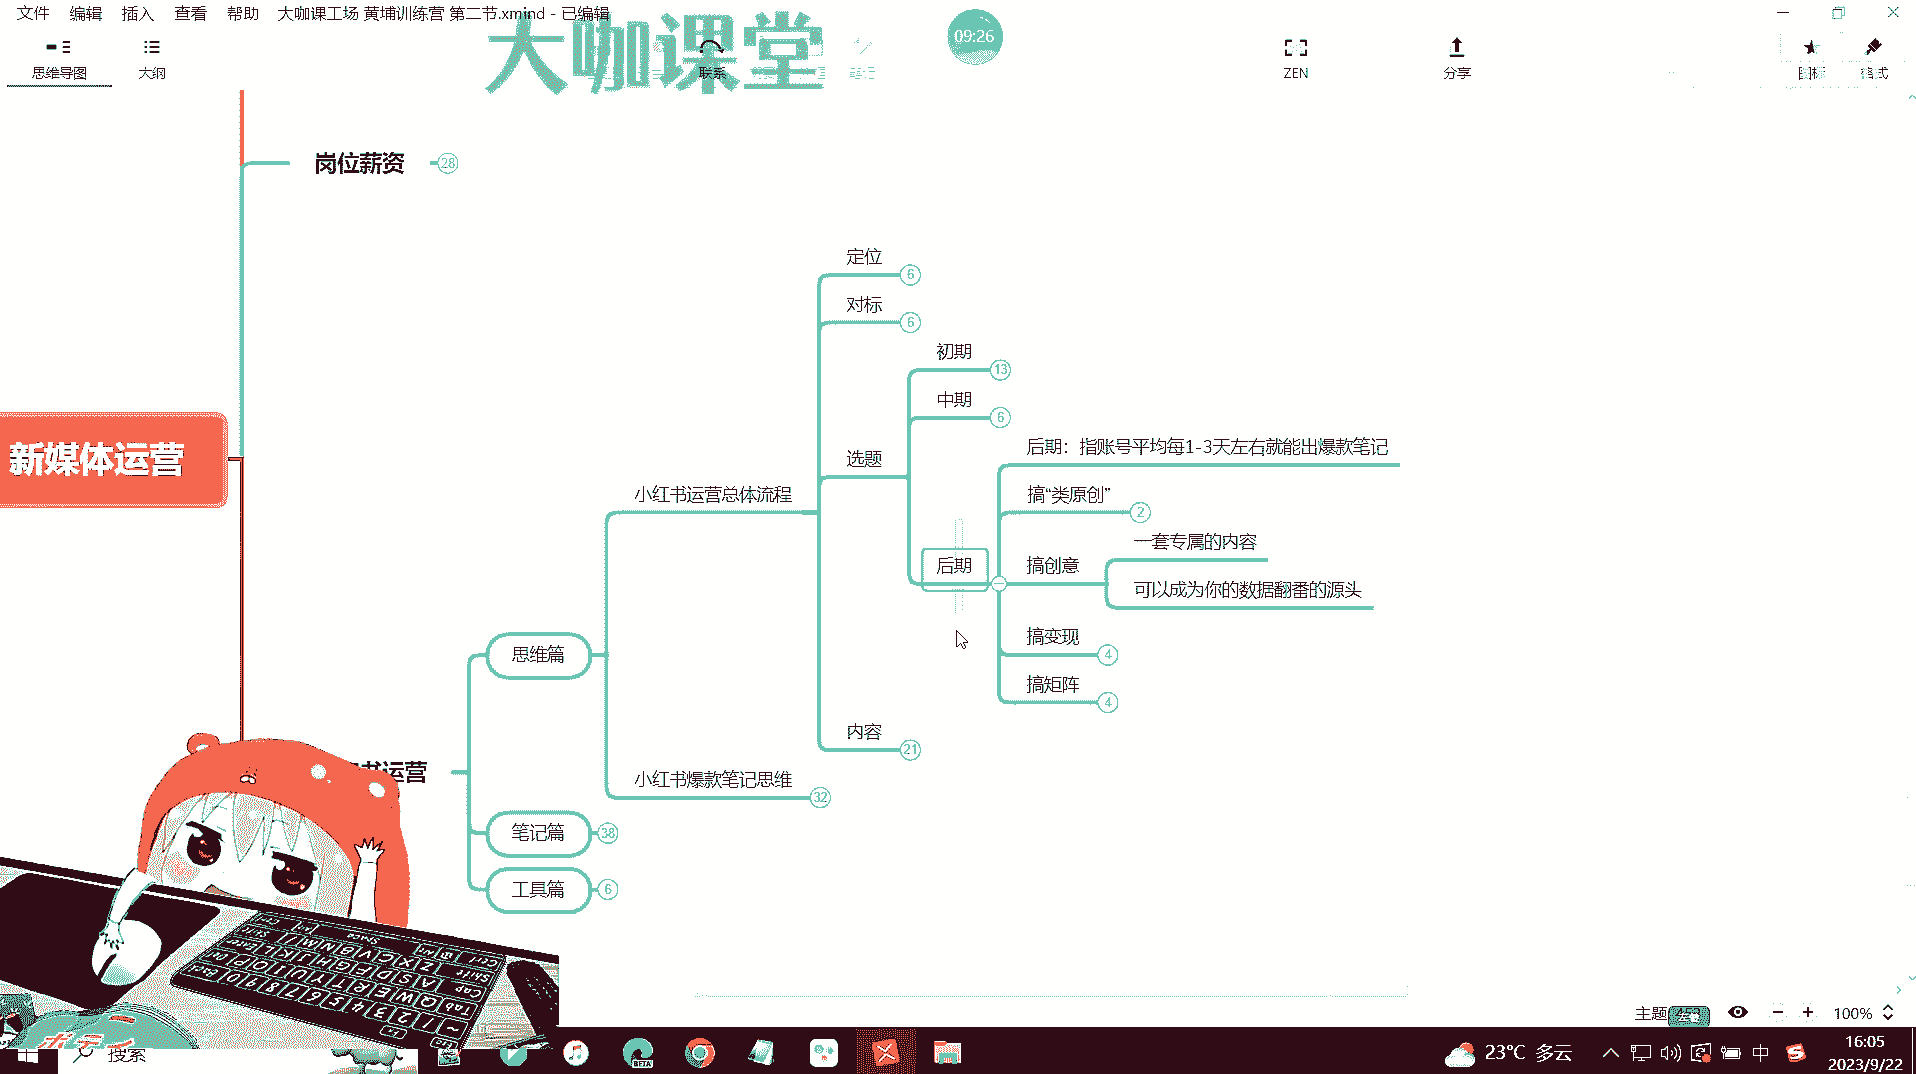 文件 编辑 插入 查看 帮助 大咖课工场 黄埔训练营 第二节.xmind - 已编辑
大咖课堂
09:26
思维导图
大纲
联系
ZEN
分享
图标
格式
岗位薪资
28
新媒体运营
定位
6
对标
6
初期
13
中期
6
选题
后期：指账号平均每1-3天左右就能出爆款笔记
小红书运营总体流程
搞“类原创”
2
一套专属的内容
后期
搞创意
可以成为你的数据翻番的源头
搞变现
4
思维篇
搞矩阵
4
内容
21
书运营
小红书爆款笔记思维
32
笔记篇
38
工具篇
6
主题
100%
搜索
BETA
23°C 多云
中
16:05
2023/9/22